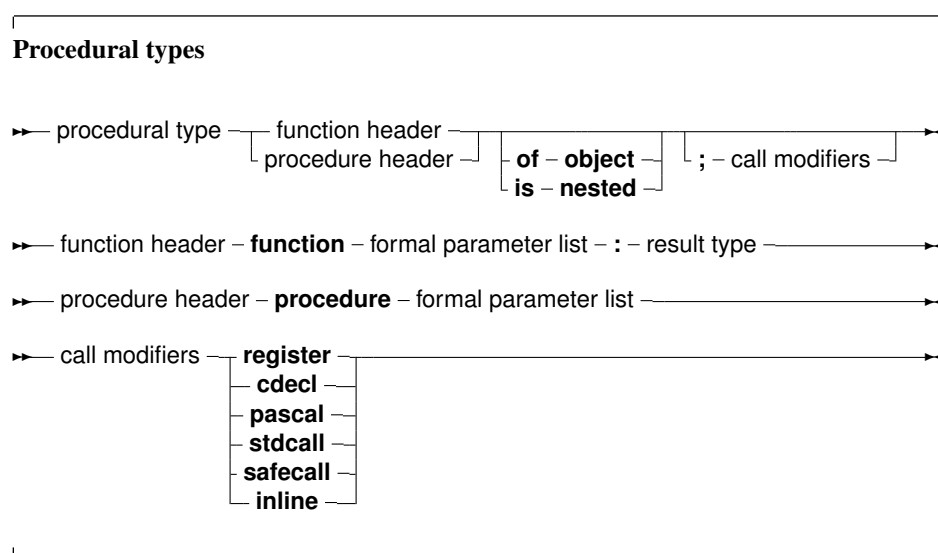 Procedural types
procedural type – function header
procedure header – of – object – ; – call modifiers
is – nested
function header – function – formal parameter list – : – result type
procedure header – procedure – formal parameter list
call modifiers – register
cdecl
pascal
stdcall
safecall
inline